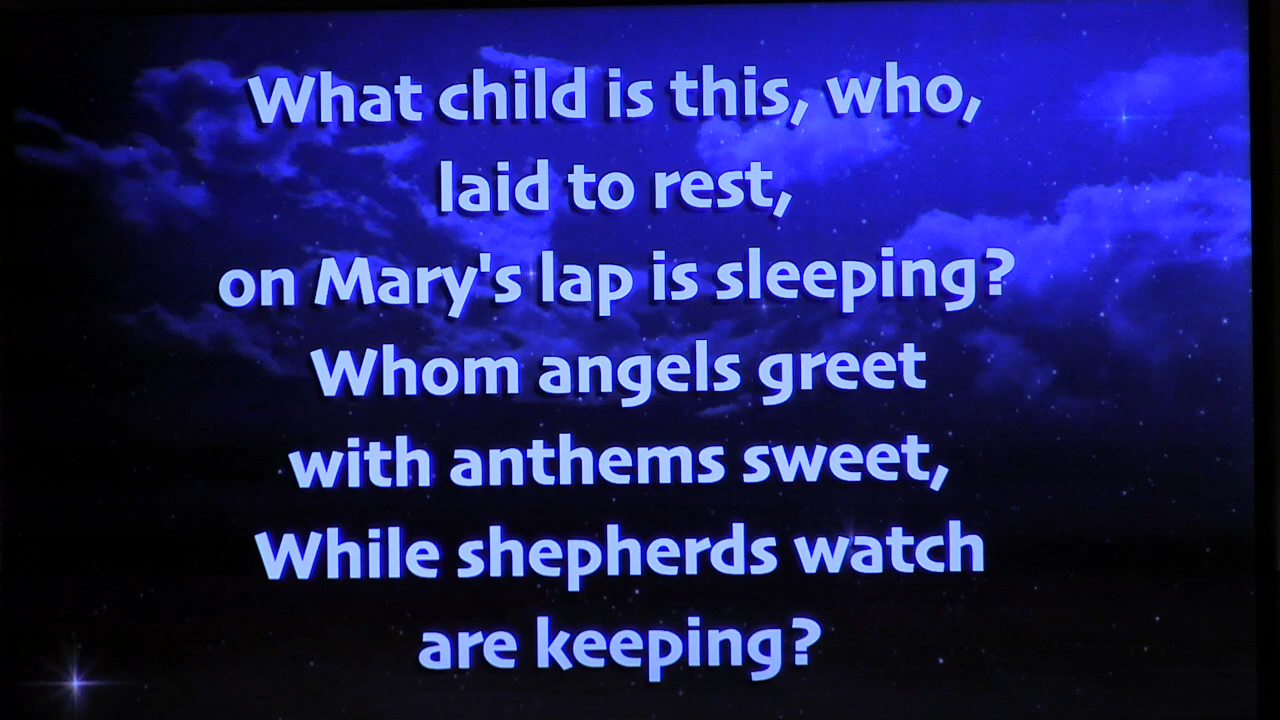 What child is this, who,
laid to rest,
on Mary's lap is sleeping?
Whom angels greet
with anthems sweet,
While shepherds watch
are keeping?